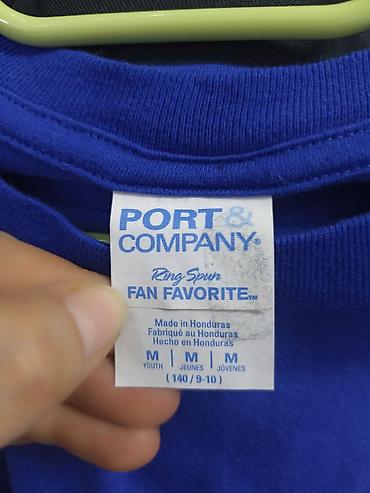 PORT &
COMPANY®
Ring Spun
FAN FAVORITE™
Made in Honduras
Fabriqué au Honduras
Hecho en Honduras
M | M | M
YOUTH | JEUNES | JÓVENES
(140/9-10)